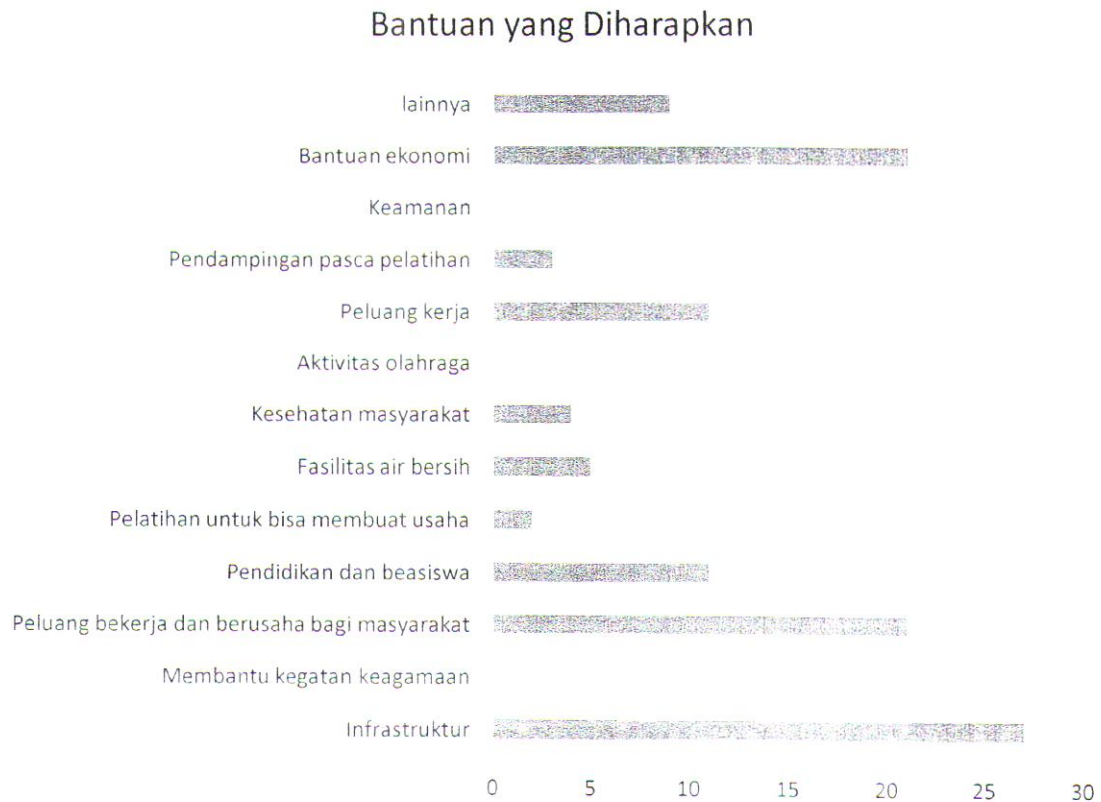 Bantuan yang Diharapkan
lainnya
Bantuan ekonomi
Keamanan
Pendampingan pasca pelatihan
Peluang kerja
Aktivitas olahraga
Kesehatan masyarakat
Fasilitas air bersih
Pelatihan untuk bisa membuat usaha
Pendidikan dan beasiswa
Peluang bekerja dan berusaha bagi masyarakat
Membantu kegatan keagamaan
Infrastruktur
0 5 10 15 20 25 30